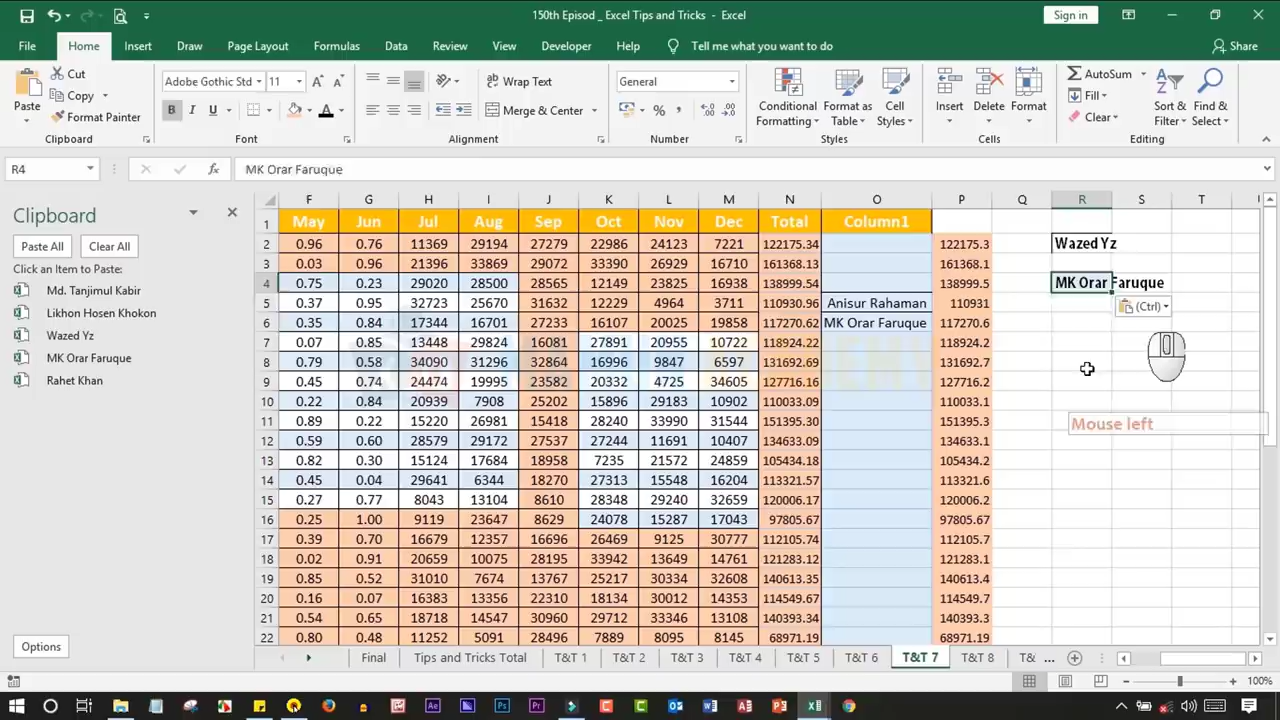 150th Episod _ Excel Tips and Tricks - Excel
Sign in
File Home Insert Draw Page Layout Formulas Data Review View Developer Help Tell me what you want to do Share
Paste
Cut
Copy
Format Painter
Clipboard
Adobe Gothic Std 11
B I U
Font
Wrap Text
Merge & Center
Alignment
General
Number
Conditional Formatting
Format as Table
Cell Styles
Styles
Insert Delete Format
Cells
AutoSum
Fill
Clear
Sort & Filter
Find & Select
Editing
R4 MK Orar Faruque
Clipboard
Paste All Clear All
Click an Item to Paste:
Md. Tanjimul Kabir
Likhon Hosen Khokon
Wazed Yz
MK Orar Faruque
Rahet Khan
Options
F G H I J K L M N O P Q R S T
1 May Jun Jul Aug Sep Oct Nov Dec Total Column1
2 0.96 0.76 11369 29194 27279 22986 24123 7221 122175.34 122175.3 Wazed Yz
3 0.03 0.96 21396 33869 29072 33390 26929 16710 161368.13 161368.1
4 0.75 0.23 29020 28500 28565 12149 23825 16938 138999.54 138999.5 MK Orar Faruque
5 0.37 0.95 32723 25670 31632 12229 4964 3711 110930.96 Anisur Rahaman 110931
(Ctrl)
6 0.35 0.84 17344 16701 27233 16107 20025 19858 117270.62 MK Orar Faruque 117270.6
7 0.07 0.85 13448 29824 16081 27891 20955 10722 118924.22 118924.2
8 0.79 0.58 34090 31296 32864 16996 9847 6597 131692.69 131692.7
9 0.45 0.74 24474 19995 23582 20332 4725 34605 127716.16 127716.2
10 0.22 0.84 20939 7908 25202 15896 29183 10902 110033.09 110033.1
11 0.89 0.22 15220 26981 15418 28600 33990 31544 151395.30 151395.3
Mouse left
12 0.59 0.60 28579 29172 27537 27244 11691 10407 134633.09 134633.1
13 0.82 0.30 15124 17684 18958 7235 21572 24859 105434.18 105434.2
14 0.45 0.04 29641 6344 18270 27313 15548 16204 113321.57 113321.6
15 0.27 0.77 8043 13104 8610 28348 29240 32659 120006.17 120006.2
16 0.25 1.00 9119 23647 8629 24078 15287 17043 97805.67 97805.67
17 0.39 0.70 16679 12357 16696 26469 9125 30777 112105.74 112105.7
18 0.02 0.91 20659 10075 28195 33942 13649 14761 121283.12 121283.1
19 0.85 0.52 31010 7674 13767 25217 30334 32608 140613.35 140613.4
20 0.16 0.07 16383 13356 22310 18134 30012 14353 114549.67 114549.7
21 0.54 0.65 18718 14547 30960 29712 33346 13108 140393.34 140393.3
22 0.80 0.48 11252 5091 28496 7889 8095 8145 68971.19 68971.19
Final Tips and Tricks Total T&T 1 T&T 2 T&T 3 T&T 4 T&T 5 T&T 6 T&T 7 T&T 8 T& ...
100%